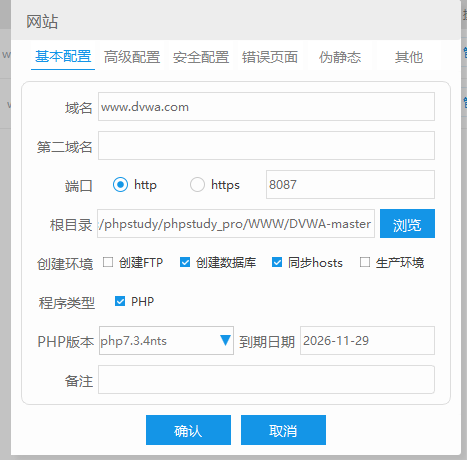 网站
基本配置 高级配置 安全配置 错误页面 伪静态 其他
域名 www.dvwa.com
第二域名
端口 http https 8087
根目录 :/phpstudy/phpstudy_pro/WWW/DVWA-master 浏览
创建环境 创建FTP 创建数据库 同步hosts 生产环境
程序类型 PHP
PHP版本 php7.3.4nts 到期日期 2026-11-29
备注
确认 取消